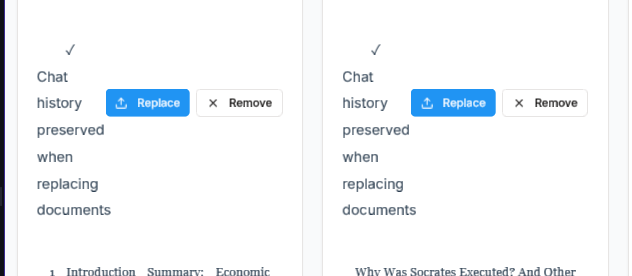 ✓
Chat
history
preserved
when
replacing
documents
Replace
Remove
1 Introduction Summary: Economic
✓
Chat
history
preserved
when
replacing
documents
Replace
Remove
Why Was Socrates Executed? And Other